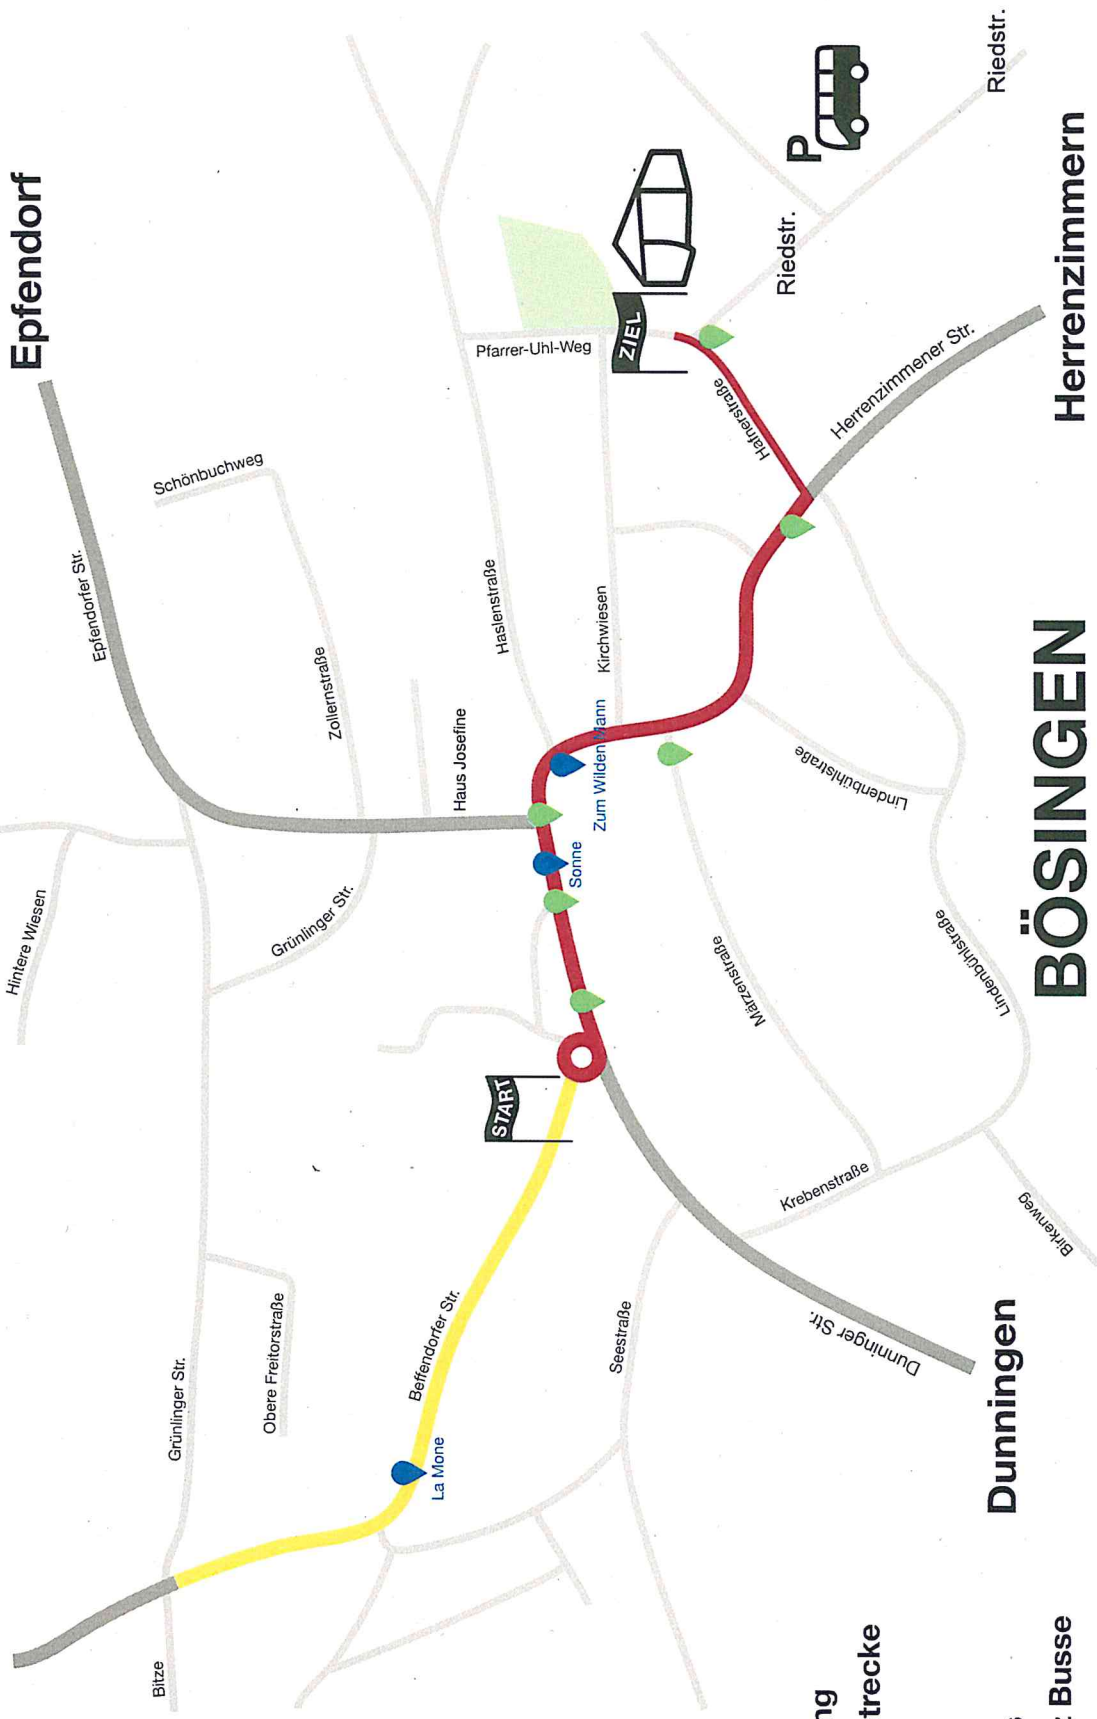 Epfendorf
Hintere Wiesen
Epfendorfer Str.
Schönbuchweg
Grünlinger Str.
Zollernstraße
Haus Josefine
Haslenstraße
Pfarrer-Uhl-Weg
Kirchwiesen
ZIEL
Riedstr.
P
Riedstr.
Hafnerstraße
Herrenzimmener Str.
Herrenzimmern
Zum Wilden Mann
Sonne
START
Bitze
Grünlinger Str.
Obere Freitorstraße
Beffendorfer Str.
La Mone
Seestraße
Märzenstraße
Lindenbühlstraße
Lindenbühlstraße
Krebenstraße
Birkenweg
Dunninger Str.
Dunningen
BÖSINGEN
ng
trecke
Busse